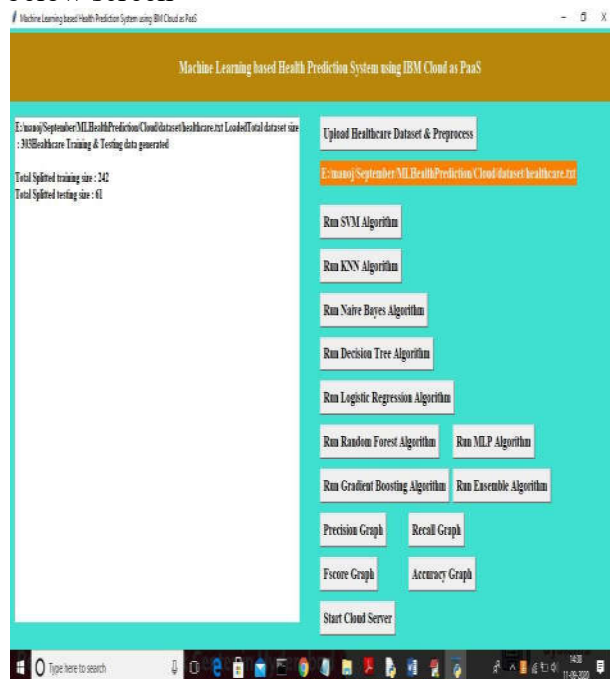 below screen
Machine Learning based Health Prediction System using IBM Cloud as PaaS
Machine Learning based Health Prediction System using IBM Cloud as PaaS
E:/manoj/September/MLHealthPrediction/Cloud/dataset/healthcare.txt LoadedTotal dataset size
: 303Healthcare Training & Testing data generated
Total Splitted training size : 242
Total Splitted testing size : 61
Upload Healthcare Dataset & Preprocess
E:/manoj/September/MLHealthPrediction/Cloud/dataset/healthcare.txt
Run SVM Algorithm
Run KNN Algorithm
Run Naive Bayes Algorithm
Run Decision Tree Algorithm
Run Logistic Regression Algorithm
Run Random Forest Algorithm
Run MLP Algorithm
Run Gradient Boosting Algorithm
Run Ensemble Algorithm
Precision Graph
Recall Graph
Fscore Graph
Accuracy Graph
Start Cloud Server
Type here to search
14:38
11-09-2020